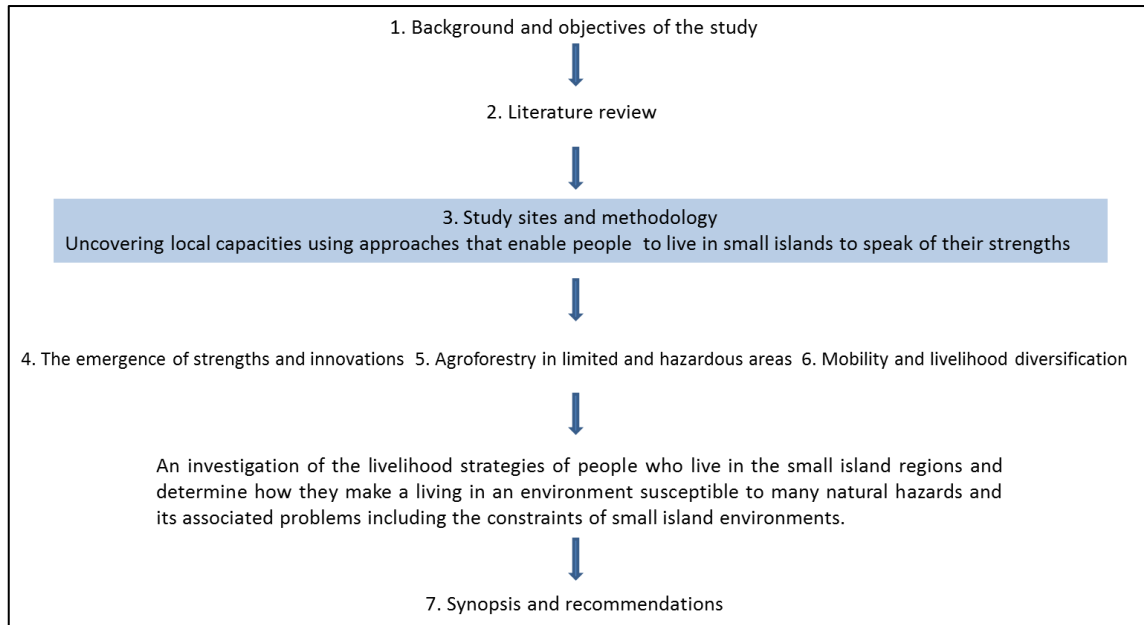 1. Background and objectives of the study
2. Literature review
3. Study sites and methodology
Uncovering local capacities using approaches that enable people to live in small islands to speak of their strengths
4. The emergence of strengths and innovations 5. Agroforestry in limited and hazardous areas 6. Mobility and livelihood diversification
An investigation of the livelihood strategies of people who live in the small island regions and
determine how they make a living in an environment susceptible to many natural hazards and
its associated problems including the constraints of small island environments.
7. Synopsis and recommendations